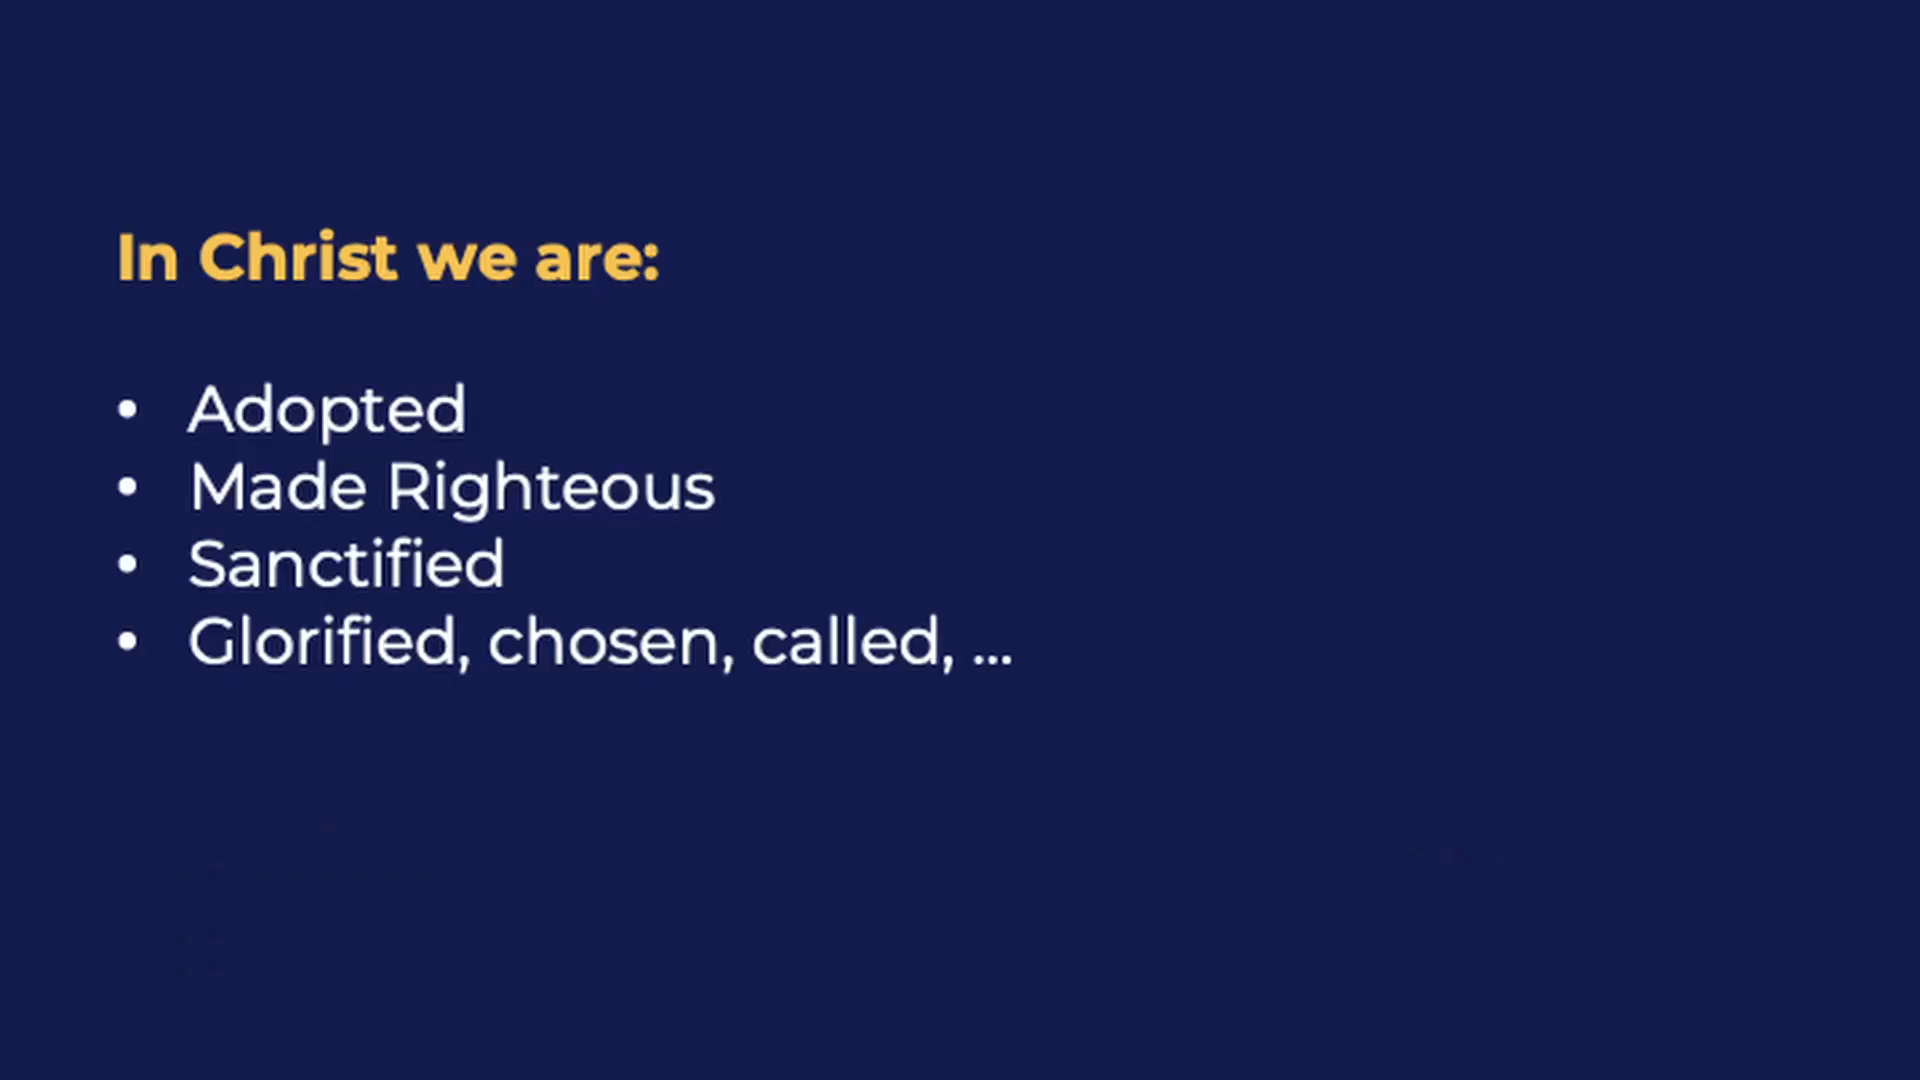 In Christ we are:
• Adopted
• Made Righteous
• Sanctified
• Glorified, chosen, called, ...